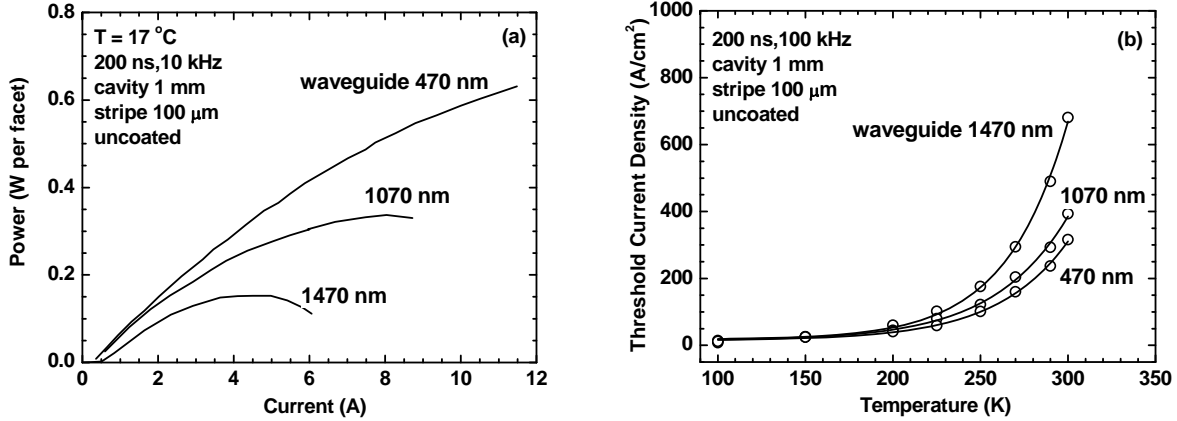 T = 17 °C
200 ns,10 kHz
cavity 1 mm
stripe 100 μm
uncoated
(a)
waveguide 470 nm
1070 nm
1470 nm
Power (W per facet)
0.8
0.6
0.4
0.2
0.0
0 2 4 6 8 10 12
Current (A)
200 ns,100 kHz
cavity 1 mm
stripe 100 μm
uncoated
(b)
waveguide 1470 nm
1070 nm
470 nm
Threshold Current Density (A/cm²)
1000
800
600
400
200
0
100 150 200 250 300 350
Temperature (K)